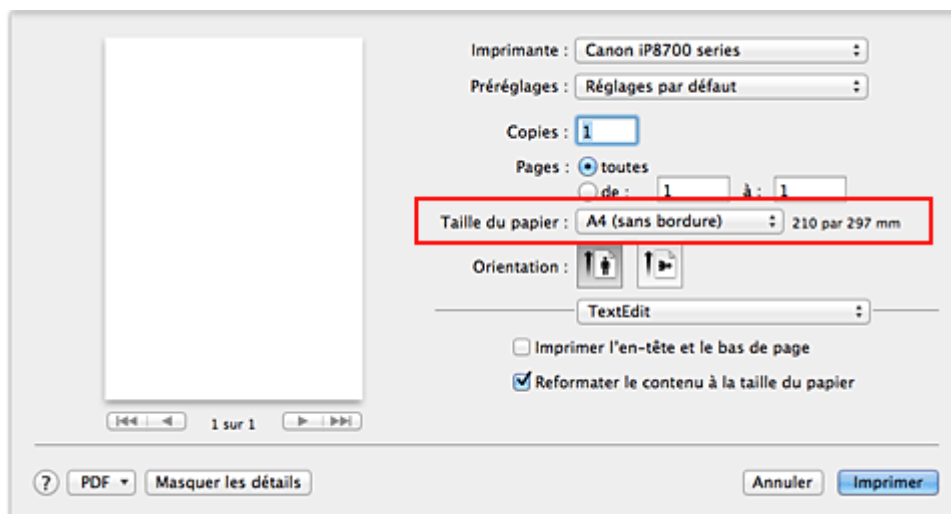 Imprimante : Canon iP8700 series
Préréglages : Réglages par défaut
Copies : 1
Pages : toutes
de : 1 à : 1
Taille du papier : A4 (sans bordure) 210 par 297 mm
Orientation :
TextEdit
Imprimer l'en-tête et le bas de page
Reformater le contenu à la taille du papier
1 sur 1
? PDF Masquer les détails Annuler Imprimer